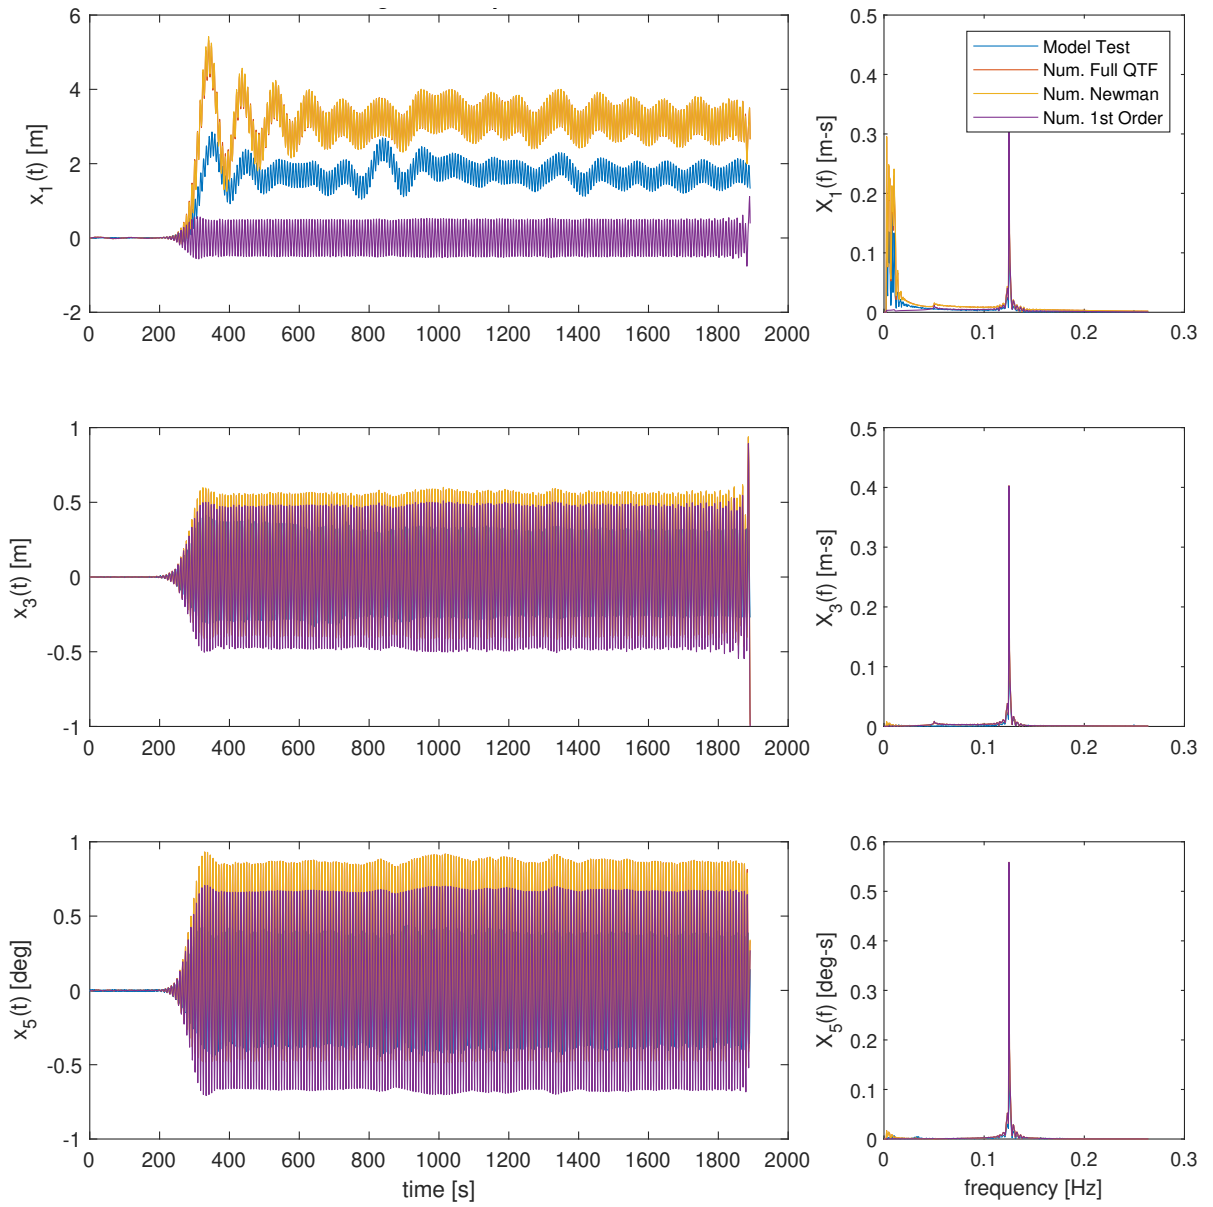 6
4
2
0
-2
x1(t) [m]
0 200 400 600 800 1000 1200 1400 1600 1800 2000
0.5
0.4
0.3
0.2
0.1
0
X1(f) [m-s]
Model Test
Num. Full QTF
Num. Newman
Num. 1st Order
0 0.1 0.2 0.3
1
0.5
0
-0.5
-1
x3(t) [m]
0 200 400 600 800 1000 1200 1400 1600 1800 2000
0.5
0.4
0.3
0.2
0.1
0
X3(f) [m-s]
0 0.1 0.2 0.3
1
0.5
0
-0.5
-1
x5(t) [deg]
0 200 400 600 800 1000 1200 1400 1600 1800 2000
time [s]
0.6
0.5
0.4
0.3
0.2
0.1
0
X5(f) [deg-s]
0 0.1 0.2 0.3
frequency [Hz]